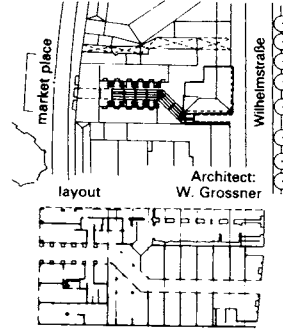 market place
Wilhelmstraße
Architect:
layout
W. Grossner